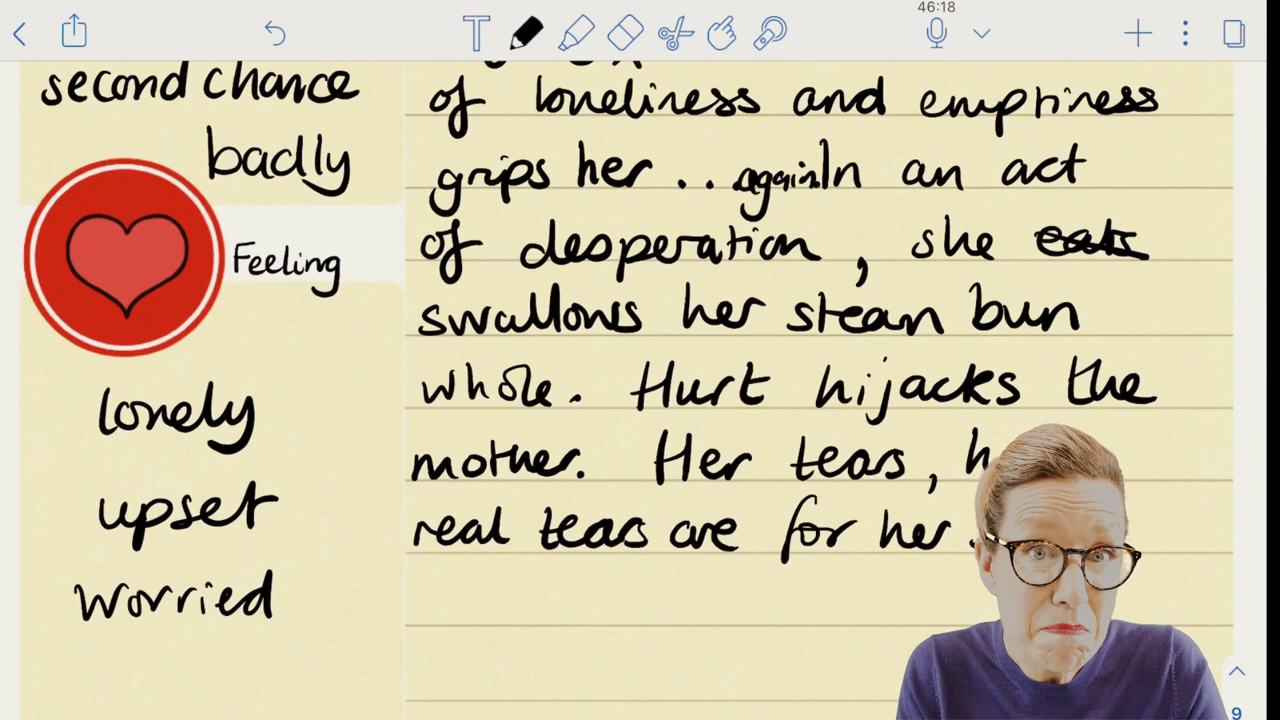 46:18
second chance
badly
Feeling
lonely
upset
worried
of loneliness and emptiness
grips her .. again. In an act
of desperation, she eats
swallows her steam bun
whole. Hurt hijacks the
mother. Her tears, h
real tears are for her
9